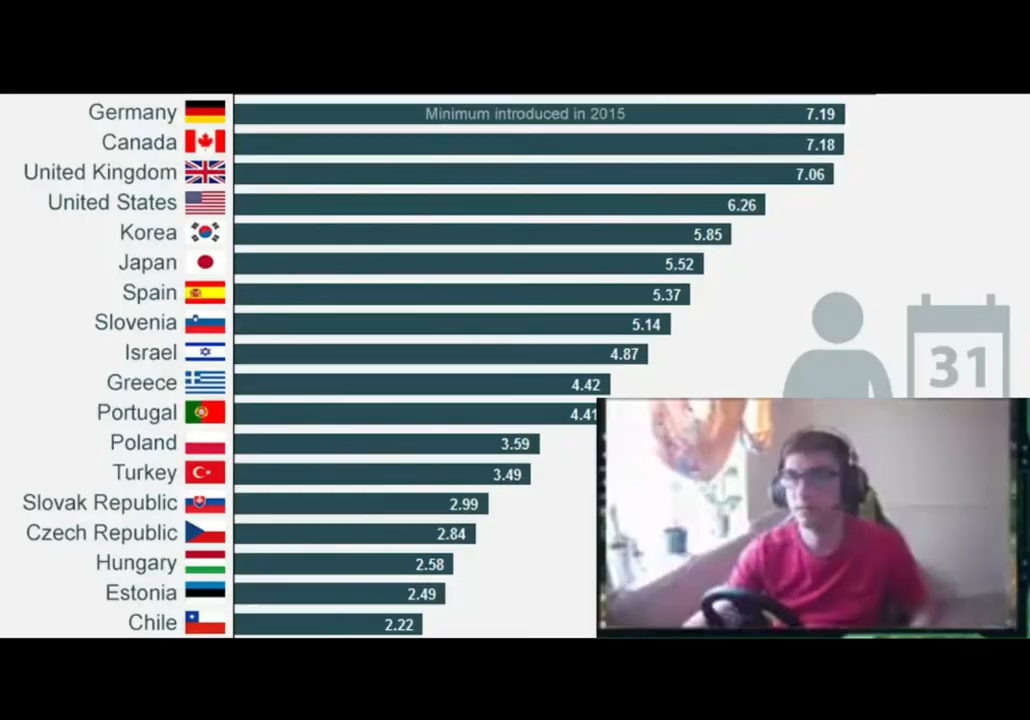 Germany Minimum introduced in 2015 7.19
Canada 7.18
United Kingdom 7.06
United States 6.26
Korea 5.85
Japan 5.52
Spain 5.37
Slovenia 5.14
Israel 4.87
Greece 4.42
Portugal 4.41
Poland 3.59
Turkey 3.49
Slovak Republic 2.99
Czech Republic 2.84
Hungary 2.58
Estonia 2.49
Chile 2.22
31